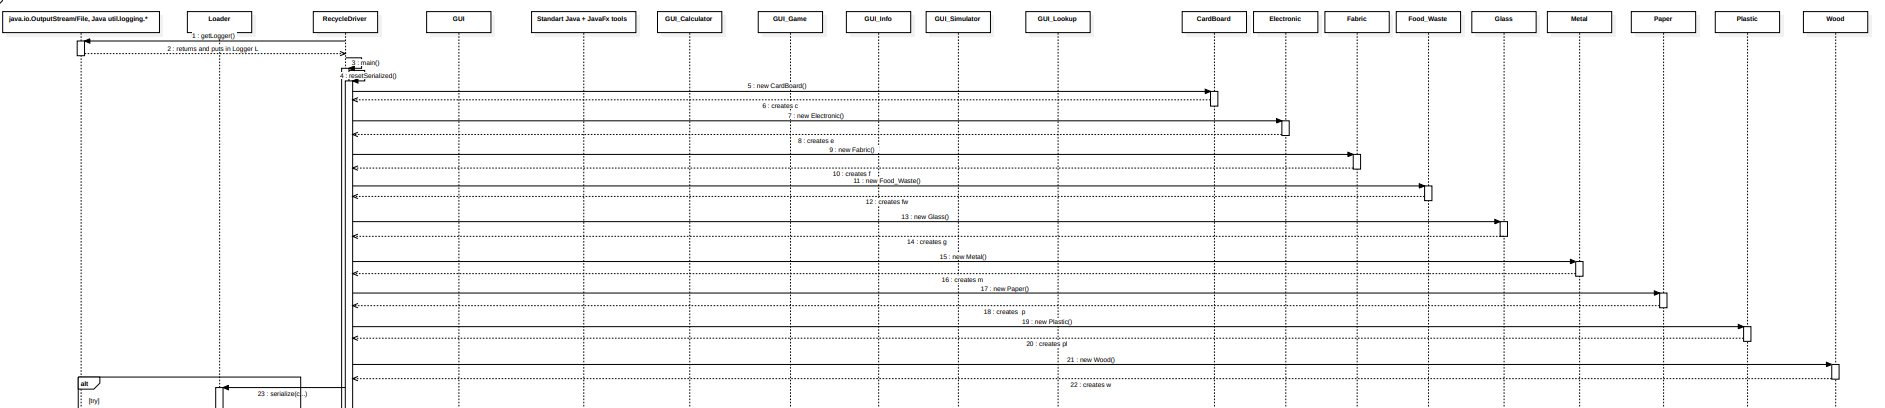 java.io.OutputStream/File, Java util.logging.*
Loader
RecycleDriver
GUI
Standart Java + JavaFx tools
GUI_Calculator
GUI_Game
GUI_Info
GUI_Simulator
GUI_Lookup
CardBoard
Electronic
Fabric
Food_Waste
Glass
Metal
Paper
Plastic
Wood
1 : getLogger()
2 : returns and puts in Logger L
3 : main()
4 : resetSerialized()
5 : new CardBoard()
6 : creates c
7 : new Electronic()
8 : creates e
9 : new Fabric()
10 : creates f
11 : new Food_Waste()
12 : creates fw
13 : new Glass()
14 : creates g
15 : new Metal()
16 : creates m
17 : new Paper()
18 : creates p
19 : new Plastic()
20 : creates pl
21 : new Wood()
22 : creates w
alt
23 : serialize(c...)
[try]